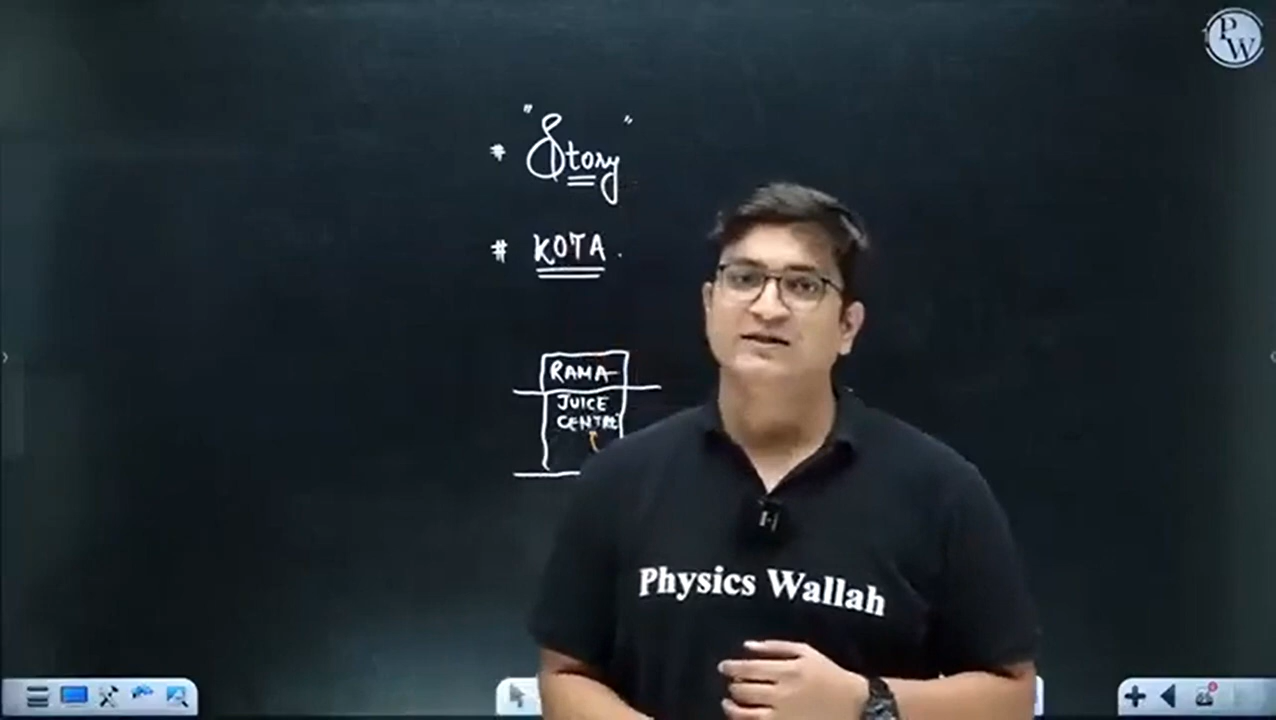 PW
* "Story"
# KOTA.
RAMA
JUICE
CENTRE
Physics Wallah